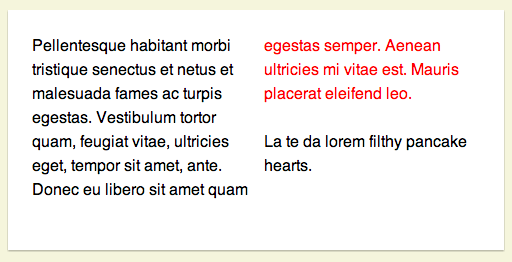 Pellentesque habitant morbi
tristique senectus et netus et
malesuada fames ac turpis
egestas. Vestibulum tortor
quam, feugiat vitae, ultricies
eget, tempor sit amet, ante.
Donec eu libero sit amet quam
egestas semper. Aenean
ultricies mi vitae est. Mauris
placerat eleifend leo.
La te da lorem filthy pancake
hearts.